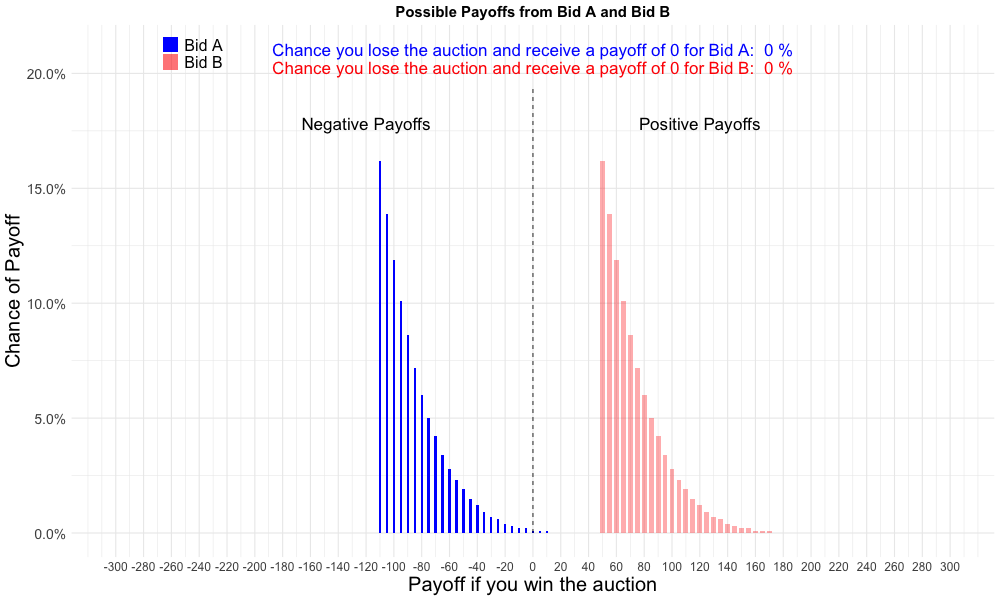 Possible Payoffs from Bid A and Bid B
Bid A
Bid B
Chance you lose the auction and receive a payoff of 0 for Bid A:  0 %
Chance you lose the auction and receive a payoff of 0 for Bid B:  0 %
Negative Payoffs
Positive Payoffs
Chance of Payoff
20.0%
15.0%
10.0%
5.0%
0.0%
-300 -280 -260 -240 -220 -200 -180 -160 -140 -120 -100 -80 -60 -40 -20 0 20 40 60 80 100 120 140 160 180 200 220 240 260 280 300
Payoff if you win the auction